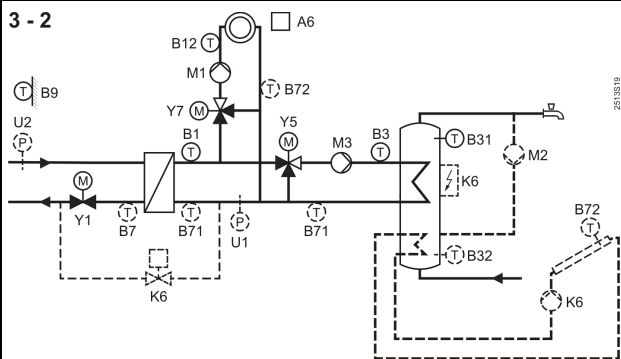 3 - 2
A6
B12 T
M1
T B72
T B9
Y7 M
2513S19
U2
P
B1
T
Y5
M
M3
B3
T
T B31
M M2
K6
M
Y1
T
B7
T
B71
P
U1
T
B71
T B32
B72
T
K6
K6